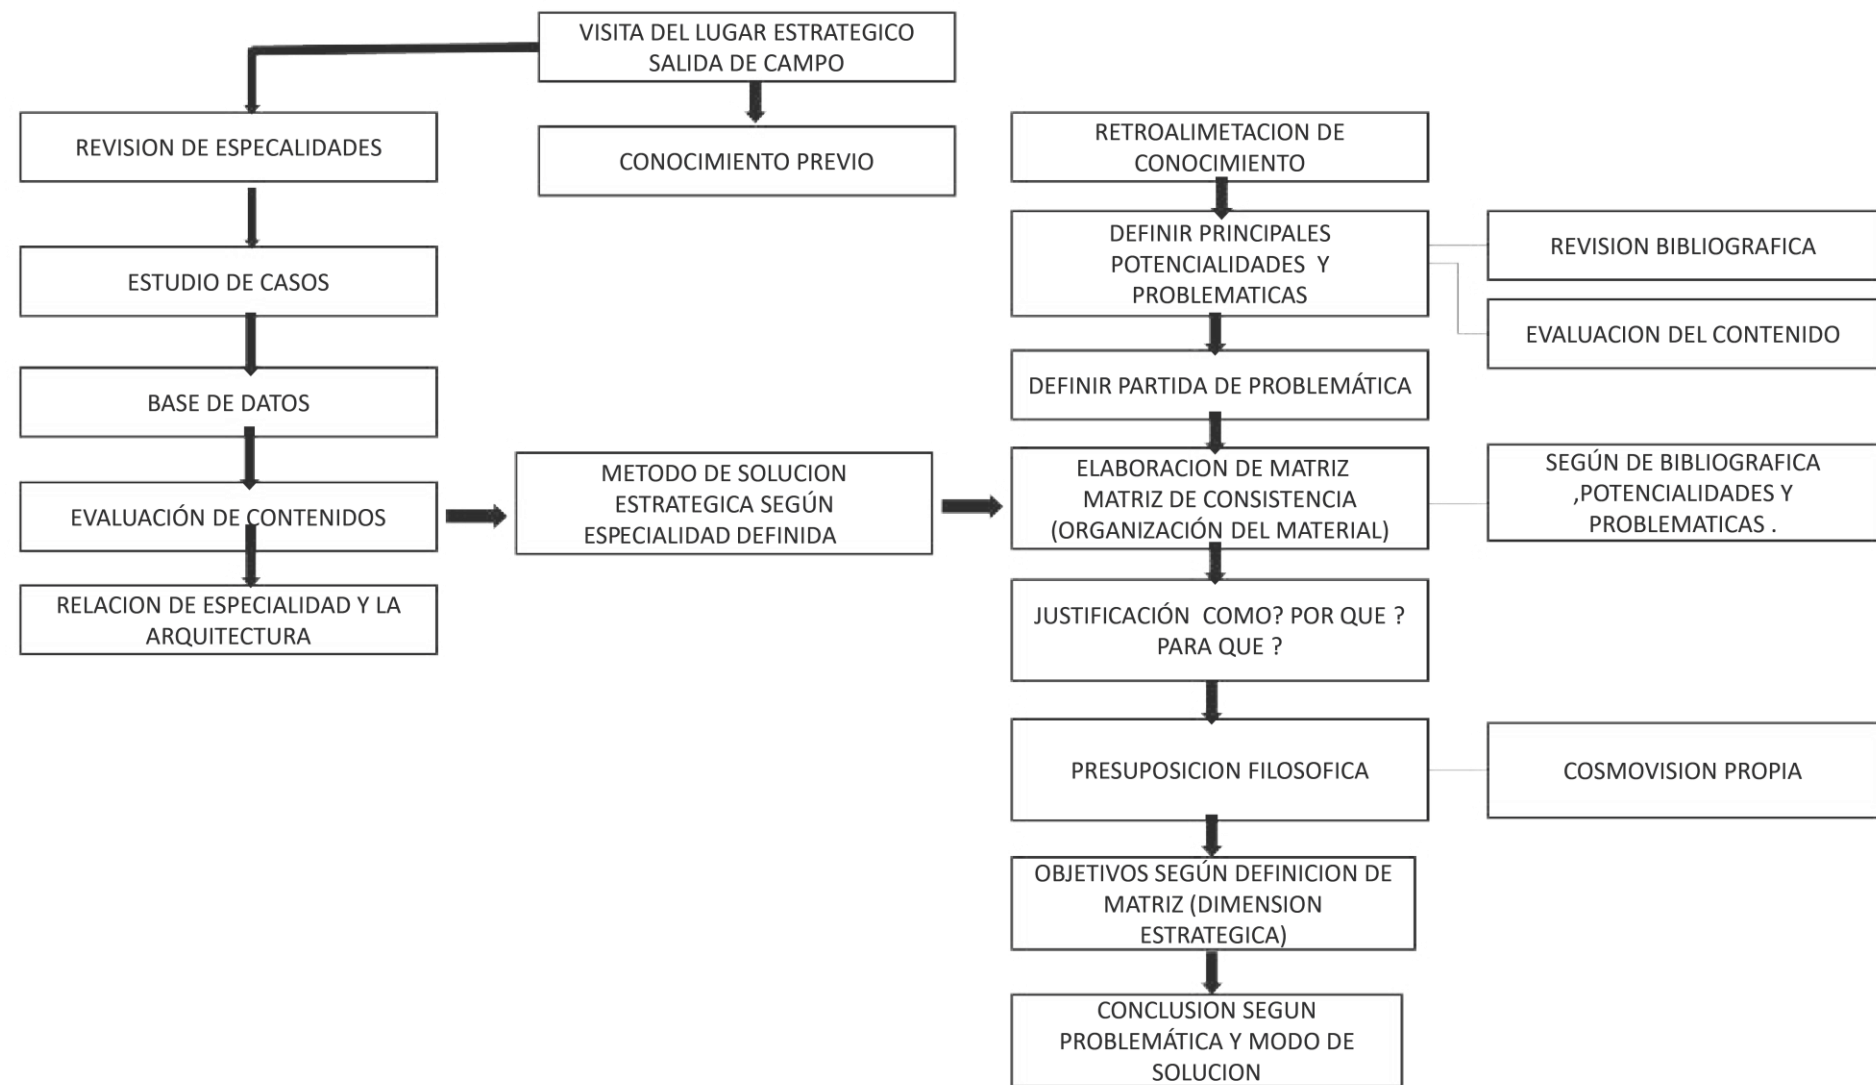 VISITA DEL LUGAR ESTRATEGICO
SALIDA DE CAMPO
CONOCIMIENTO PREVIO
REVISION DE ESPECALIDADES
ESTUDIO DE CASOS
BASE DE DATOS
EVALUACIÓN DE CONTENIDOS
RELACION DE ESPECIALIDAD Y LA
ARQUITECTURA
METODO DE SOLUCION
ESTRATEGICA SEGÚN
ESPECIALIDAD DEFINIDA
RETROALIMETACION DE
CONOCIMIENTO
DEFINIR PRINCIPALES
POTENCIALIDADES Y
PROBLEMATICAS
REVISION BIBLIOGRAFICA
EVALUACION DEL CONTENIDO
DEFINIR PARTIDA DE PROBLEMÁTICA
ELABORACION DE MATRIZ
MATRIZ DE CONSISTENCIA
(ORGANIZACIÓN DEL MATERIAL)
SEGÚN DE BIBLIOGRAFICA
,POTENCIALIDADES Y
PROBLEMATICAS .
JUSTIFICACIÓN COMO? POR QUE ?
PARA QUE ?
PRESUPOSICION FILOSOFICA
COSMOVISION PROPIA
OBJETIVOS SEGÚN DEFINICION DE
MATRIZ (DIMENSION
ESTRATEGICA)
CONCLUSION SEGUN
PROBLEMÁTICA Y MODO DE
SOLUCION